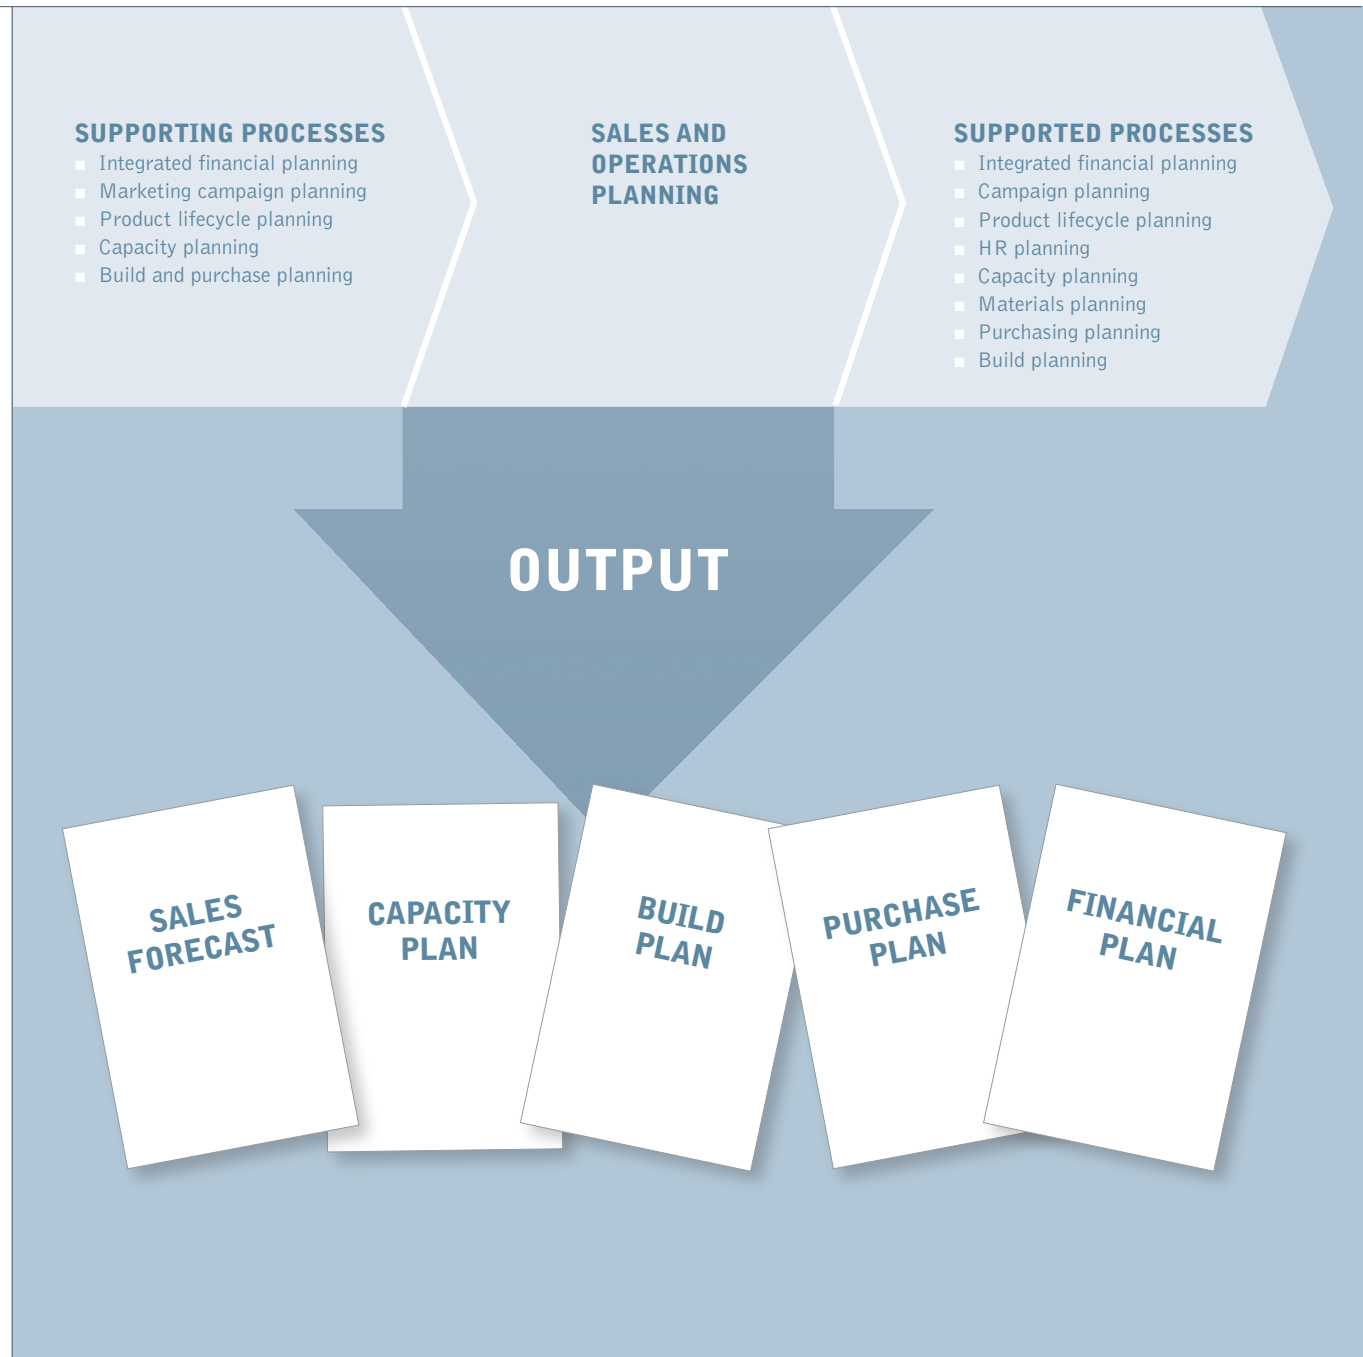 SUPPORTING PROCESSES
Integrated financial planning
Marketing campaign planning
Product lifecycle planning
Capacity planning
Build and purchase planning
SALES AND
OPERATIONS
PLANNING
SUPPORTED PROCESSES
Integrated financial planning
Campaign planning
Product lifecycle planning
HR planning
Capacity planning
Materials planning
Purchasing planning
Build planning
OUTPUT
SALES
FORECAST
CAPACITY
PLAN
BUILD
PLAN
PURCHASE
PLAN
FINANCIAL
PLAN